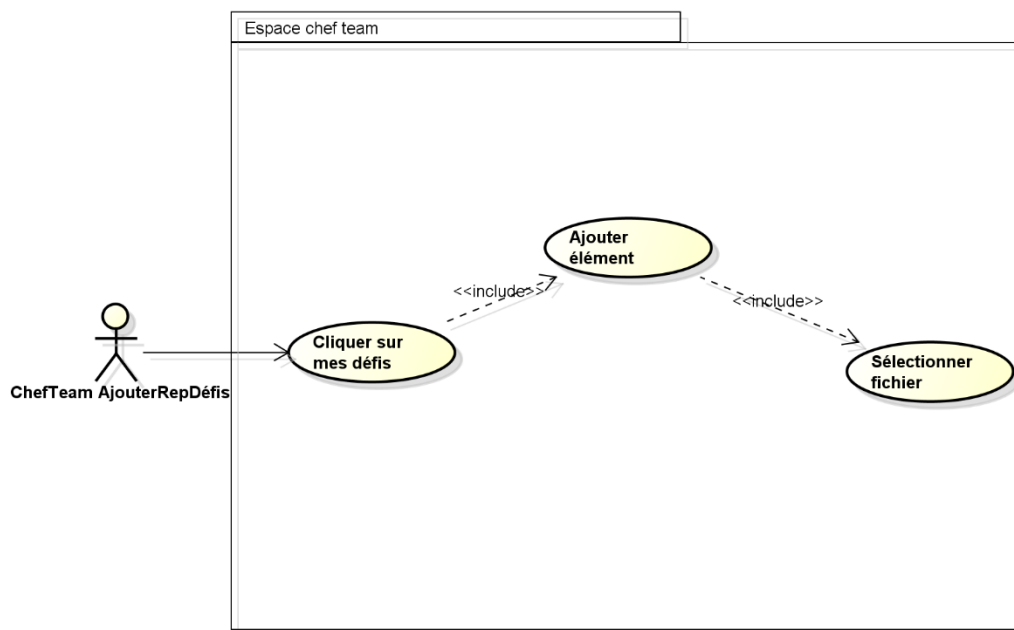 Espace chef team
Ajouter
élément
<<include>>
<<include>>
Cliquer sur
mes défis
Sélectionner
fichier
ChefTeam AjouterRepDéfis